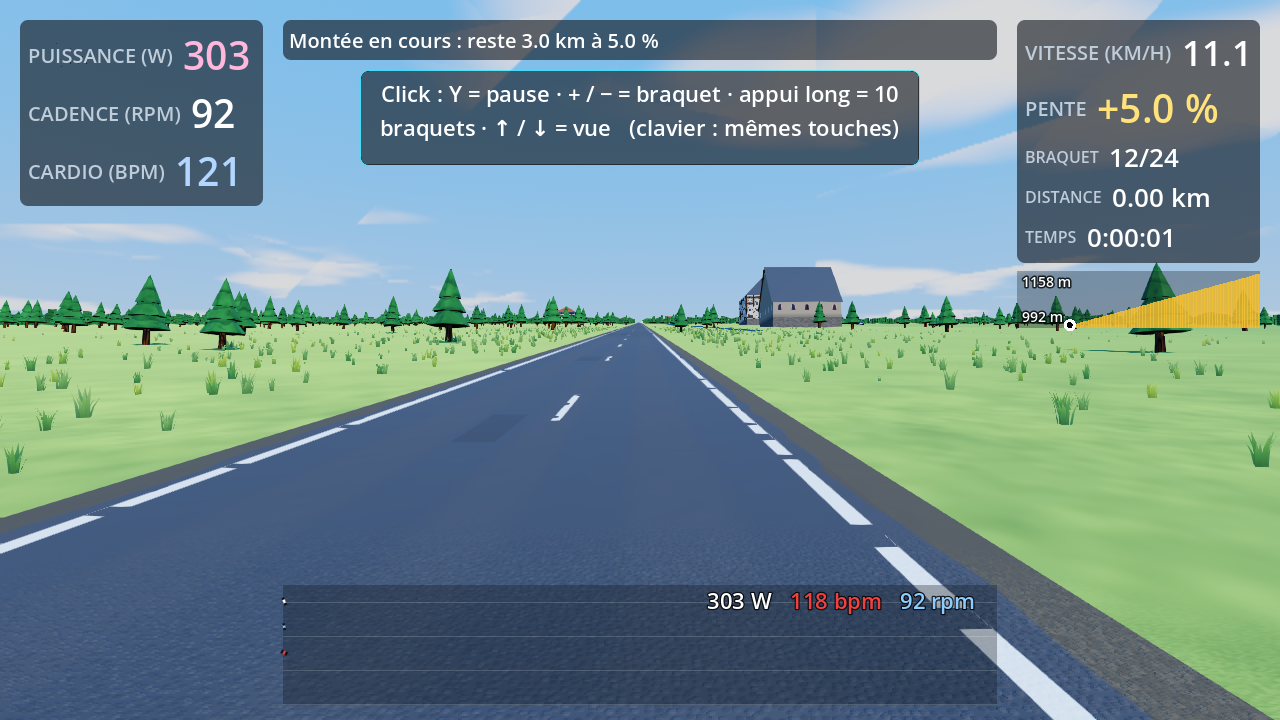 PUISSANCE (W) 303
CADENCE (RPM) 92
CARDIO (BPM) 121
Montée en cours : reste 3.0 km à 5.0 %
Click : Y = pause · + / − = braquet · appui long = 10
braquets · ↑ / ↓ = vue (clavier : mêmes touches)
VITESSE (KM/H) 11.1
PENTE +5.0 %
BRAQUET 12/24
DISTANCE 0.00 km
TEMPS 0:00:01
1158 m
992 m
303 W 118 bpm 92 rpm